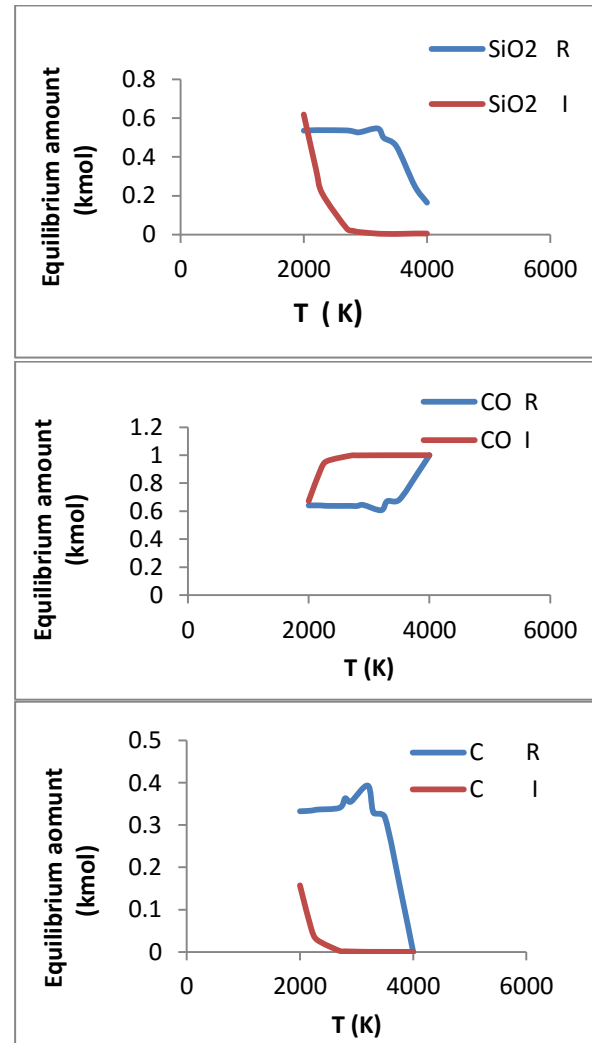 SiO2 R
SiO2 I
Equilibrium amount
(kmol)
0.8
0.6
0.4
0.2
0
0 2000 4000 6000
T ( K)
CO R
CO I
Equilibrium amount
(kmol)
1.2
1
0.8
0.6
0.4
0.2
0
0 2000 4000 6000
T (K)
C R
C I
Equilibrium aomunt
(kmol)
0.5
0.4
0.3
0.2
0.1
0
0 2000 4000 6000
T (K)